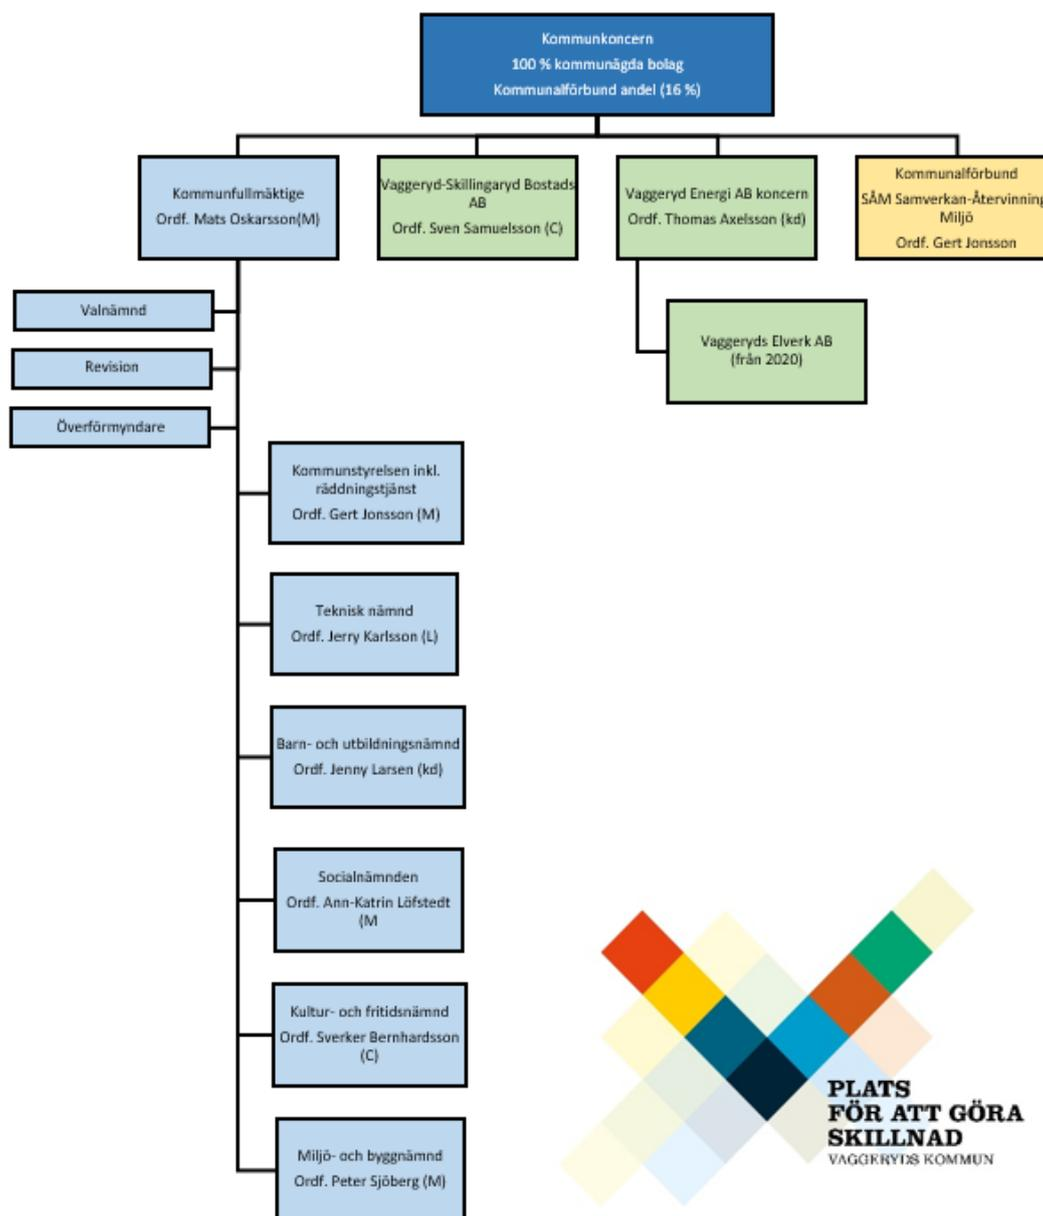 Kommunkoncern
100 % kommunägda bolag
Kommunalförbund andel (16 %)
Kommunfullmäktige
Ordf. Mats Oskarsson(M)
Vaggeryd-Skillingaryd Bostads
AB
Ordf. Sven Samuelsson (C)
Vaggeryd Energi AB koncern
Ordf. Thomas Axelsson (kd)
Kommunalförbund
SÅM Samverkan-Återvinning
Miljö
Ordf. Gert Jonsson
Valnämnd
Revision
Överförmyndare
Vaggeryds Elverk AB
(från 2020)
Kommunstyrelsen inkl.
räddningstjänst
Ordf. Gert Jonsson (M)
Teknisk nämnd
Ordf. Jerry Karlsson (L)
Barn- och utbildningsnämnd
Ordf. Jenny Larsen (kd)
Socialnämnden
Ordf. Ann-Katrin Löfstedt
(M
Kultur- och fritidsnämnd
Ordf. Sverker Bernhardsson
(C)
Miljö- och byggnämnd
Ordf. Peter Sjöberg (M)
PLATS
FÖR ATT GÖRA
SKILLNAD
VAGGERYDS KOMMUN